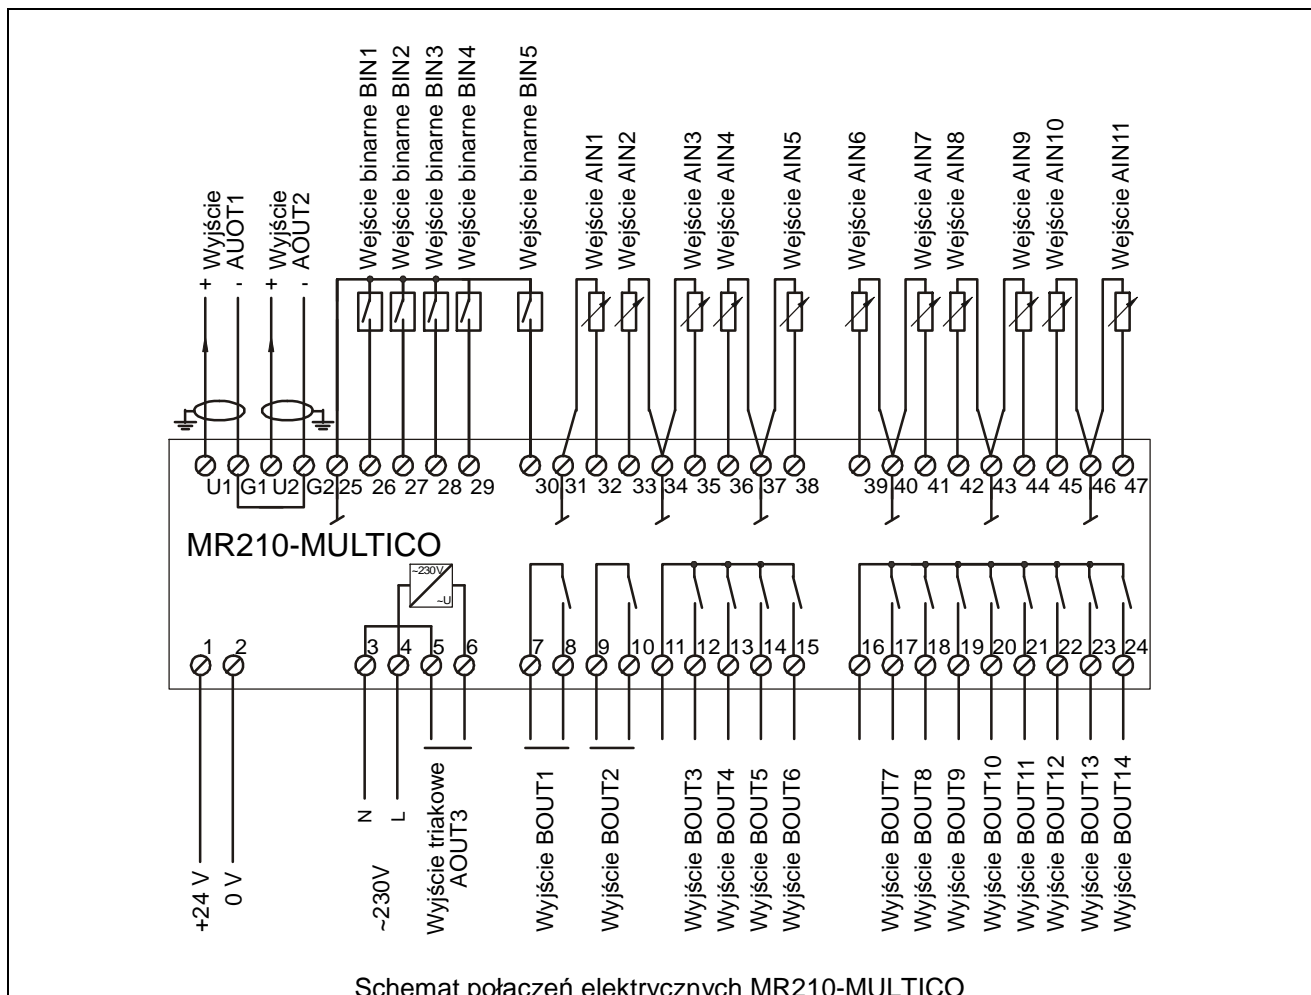 + Wyjście
- AUOT1
+ Wyjście
- AOUT2
Wejście binarne BIN1
Wejście binarne BIN2
Wejście binarne BIN3
Wejście binarne BIN4
Wejście binarne BIN5
Wejście AIN1
Wejście AIN2
Wejście AIN3
Wejście AIN4
Wejście AIN5
Wejście AIN6
Wejście AIN7
Wejście AIN8
Wejście AIN9
Wejście AIN10
Wejście AIN11
U1 G1 U2 G2 25 26 27 28 29 30 31 32 33 34 35 36 37 38 39 40 41 42 43 44 45 46 47
MR210-MULTICO
~230V
~U
1 2 3 4 5 6 7 8 9 10 11 12 13 14 15 16 17 18 19 20 21 22 23 24
+24 V
0 V
N
L
~230V
Wyjście triakowe
AOUT3
Wyjście BOUT1
Wyjście BOUT2
Wyjście BOUT3
Wyjście BOUT4
Wyjście BOUT5
Wyjście BOUT6
Wyjście BOUT7
Wyjście BOUT8
Wyjście BOUT9
Wyjście BOUT10
Wyjście BOUT11
Wyjście BOUT12
Wyjście BOUT13
Wyjście BOUT14
Schemat połączeń elektrycznych MR210-MULTICO